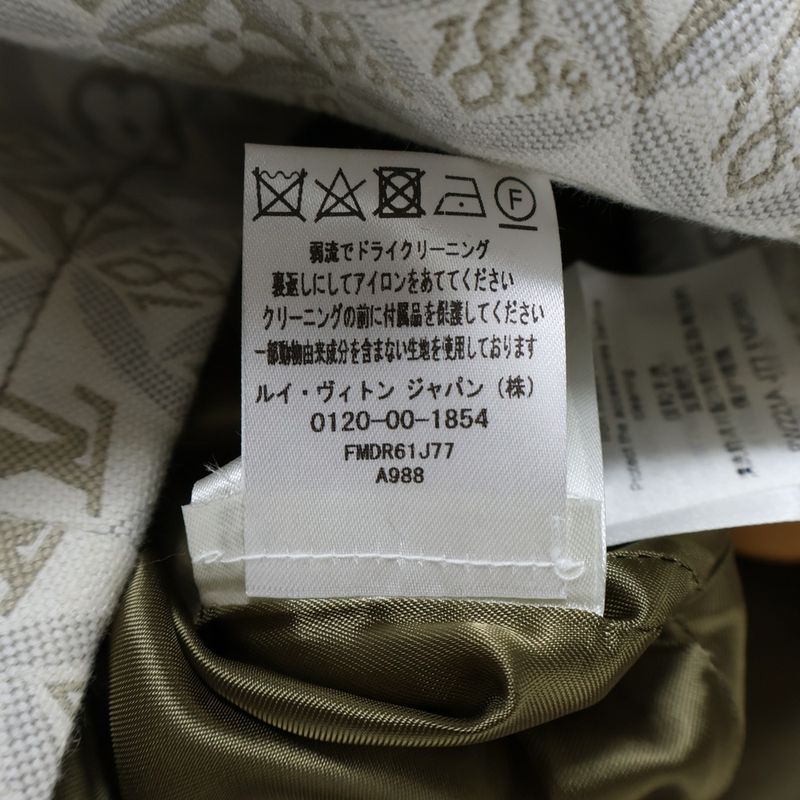 1854
1854
1854
1854
F
弱流でドライクリーニング
裏返しにしてアイロンをあててください
クリーニングの前に付属品を保護してください
一部動物由来成分を含まない生地を使用しております
ルイ・ヴィトン ジャパン (株)
0120-00-1854
FMDR61J77
A988